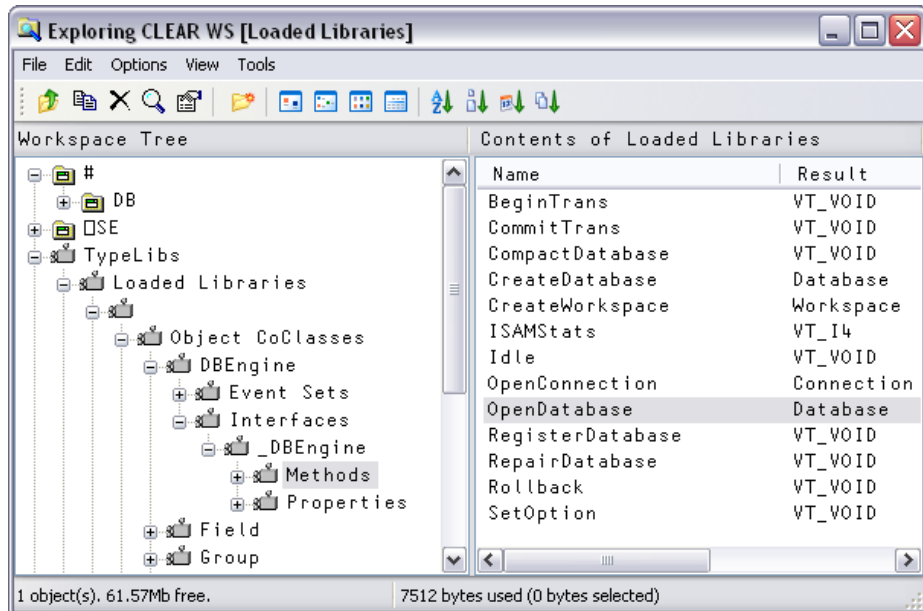 Exploring CLEAR WS [Loaded Libraries]
File Edit Options View Tools
Workspace Tree
Contents of Loaded Libraries
#
DB
⎕SE
TypeLibs
Loaded Libraries
Object CoClasses
DBEngine
Event Sets
Interfaces
_DBEngine
Methods
Properties
Field
Group
Name Result
BeginTrans VT_VOID
CommitTrans VT_VOID
CompactDatabase VT_VOID
CreateDatabase Database
CreateWorkspace Workspace
ISAMStats VT_I4
Idle VT_VOID
OpenConnection Connection
OpenDatabase Database
RegisterDatabase VT_VOID
RepairDatabase VT_VOID
Rollback VT_VOID
SetOption VT_VOID
1 object(s). 61.57Mb free.
7512 bytes used (0 bytes selected)